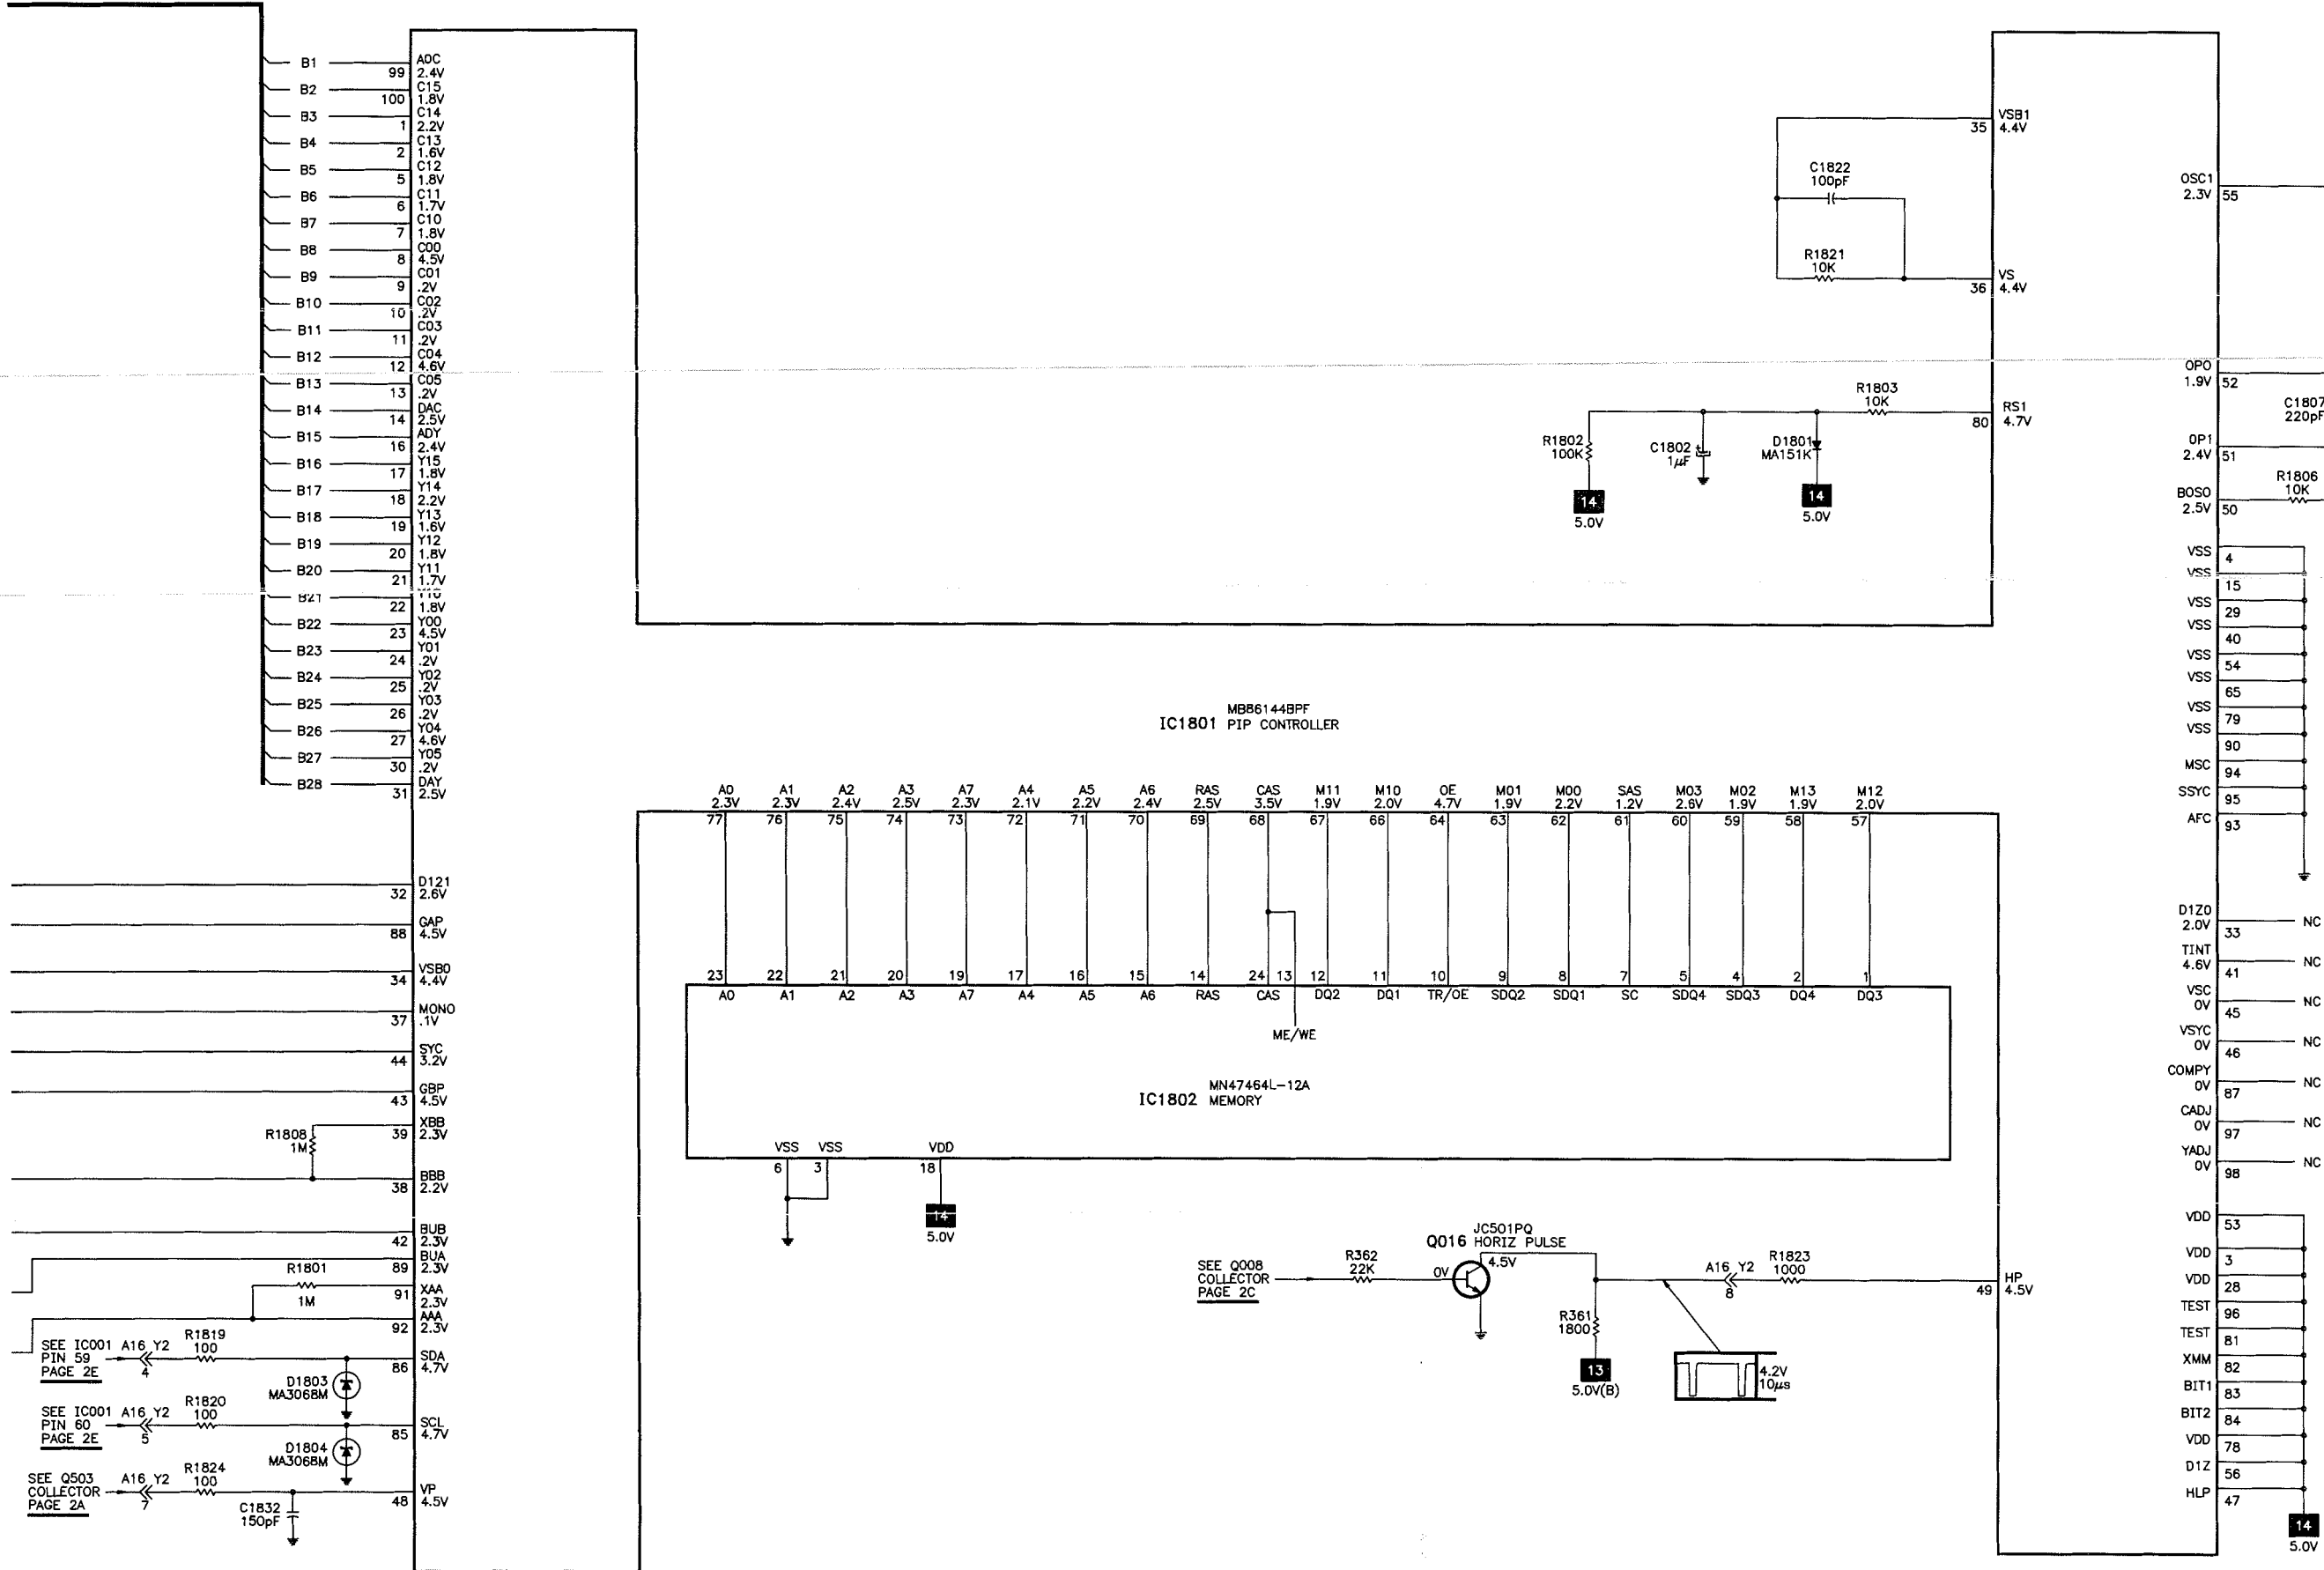 B1 99 AOC 2.4V
B2 100 C15 1.8V
B3 1 C14 2.2V
B4 2 C13 1.6V
B5 5 C12 1.8V
B6 6 C11 1.7V
B7 7 C10 1.8V
B8 8 C00 4.5V
B9 9 C01 .2V
B10 10 C02 .2V
B11 11 C03 .2V
B12 12 C04 4.6V
B13 13 C05 .2V
B14 14 DAC 2.5V
B15 16 ADY 2.4V
B16 17 Y15 1.8V
B17 18 Y14 2.2V
B18 19 Y13 1.6V
B19 20 Y12 1.8V
B20 21 Y11 1.7V
B21 22 1.8V
B22 23 Y00 4.5V
B23 24 Y01 .2V
B24 25 Y02 .2V
B25 26 Y03 .2V
B26 27 Y04 4.6V
B27 30 Y05 .2V
B28 31 DAY 2.5V
32 D121 2.6V
88 GAP 4.5V
34 VSB0 4.4V
37 MONO .1V
44 SYC 3.2V
43 GBP 4.5V
39 XBB 2.3V
R1808 1M
38 BBB 2.2V
42 BUB 2.3V
89 BUA 2.3V
R1801 1M
91 XAA 2.3V
92 AAA 2.3V
SEE IC001 PIN 59 PAGE 2E
A16 Y2 4
R1819 100
86 SDA 4.7V
D1803 MA3068M
SEE IC001 PIN 60 PAGE 2E
A16 Y2 5
R1820 100
85 SCL 4.7V
D1804 MA3068M
SEE Q503 COLLECTOR PAGE 2A
A16 Y2 7
R1824 100
48 VP 4.5V
C1832 150pF
VSB1 35 4.4V
C1822 100pF
R1821 10K
VS 36 4.4V
R1803 10K
RS1 80 4.7V
R1802 100K
C1802 1µF
D1801 MA151K
14 5.0V
14 5.0V
MB86144BPF
IC1801 PIP CONTROLLER
A0 A1 A2 A3 A7 A4 A5 A6 RAS CAS M11 M10 OE M01 M00 SAS M03 M02 M13 M12
2.3V 2.3V 2.4V 2.5V 2.3V 2.1V 2.2V 2.4V 2.5V 3.5V 1.9V 2.0V 4.7V 1.9V 2.2V 1.2V 2.6V 1.9V 1.9V 2.0V
77 76 75 74 73 72 71 70 69 68 67 66 64 63 62 61 60 59 58 57
23 22 21 20 19 17 16 15 14 24 13 12 11 10 9 8 7 5 4 2 1
A0 A1 A2 A3 A7 A4 A5 A6 RAS CAS DQ2 DQ1 TR/OE SDQ2 SDQ1 SC SDQ4 SDQ3 DQ4 DQ3
ME/WE
MN47464L-12A
IC1802 MEMORY
VSS VSS VDD
6 3 18
14 5.0V
SEE Q008 COLLECTOR PAGE 2C
R362 22K
0V
JC501PQ
Q016 HORIZ PULSE
4.5V
R361 1800
13 5.0V(B)
A16 Y2 8
R1823 1000
49 HP 4.5V
4.2V
10µs
OSC1 2.3V 55
OPO 1.9V 52
C1807 220pF
OP1 2.4V 51
R1806 10K
BOSO 2.5V 50
VSS 4
VSS 15
VSS 29
VSS 40
VSS 54
VSS 65
VSS 79
VSS 90
MSC 94
SSYC 95
AFC 93
D1Z0 2.0V 33 NC
TINT 4.6V 41 NC
VSC 0V 45 NC
VSYC 0V 46 NC
COMPY 0V 87 NC
CADJ 0V 97 NC
YADJ 0V 98 NC
VDD 53
VDD 3
VDD 28
TEST 96
TEST 81
XMM 82
BIT1 83
BIT2 84
VDD 78
D1Z 56
HLP 47
14 5.0V